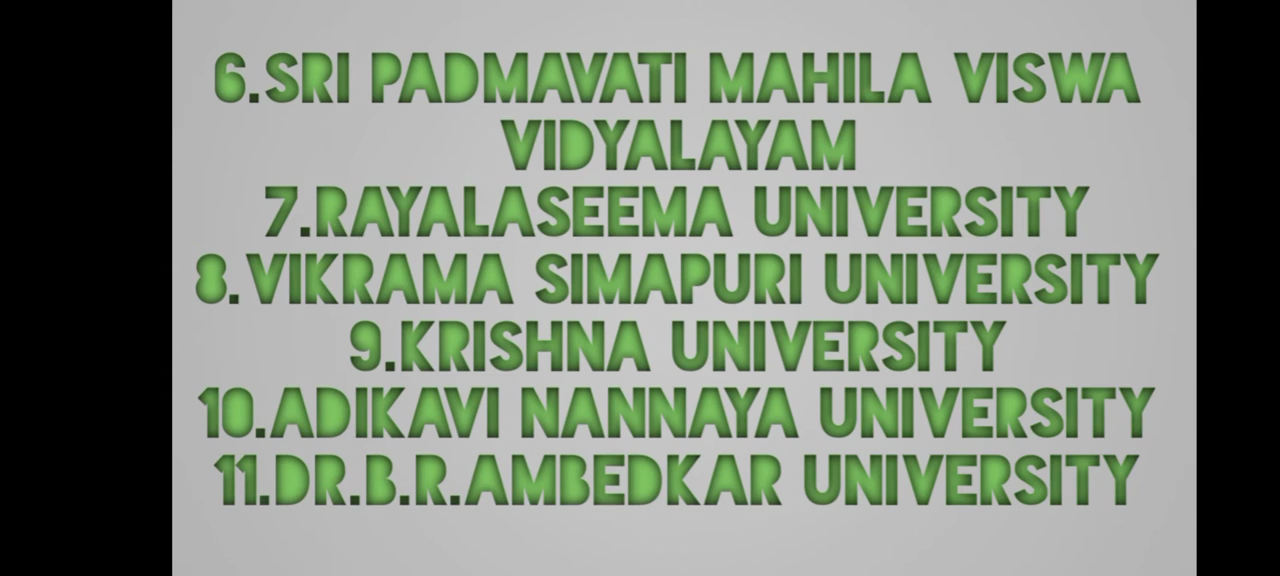 6.SRI PADMAVATI MAHILA VISWA
VIDYALAYAM
7.RAYALASEEMA UNIVERSITY
8.VIKRAMA SIMAPURI UNIVERSITY
9.KRISHNA UNIVERSITY
10.ADIKAVI NANNAYA UNIVERSITY
11.DR.B.R.AMBEDKAR UNIVERSITY